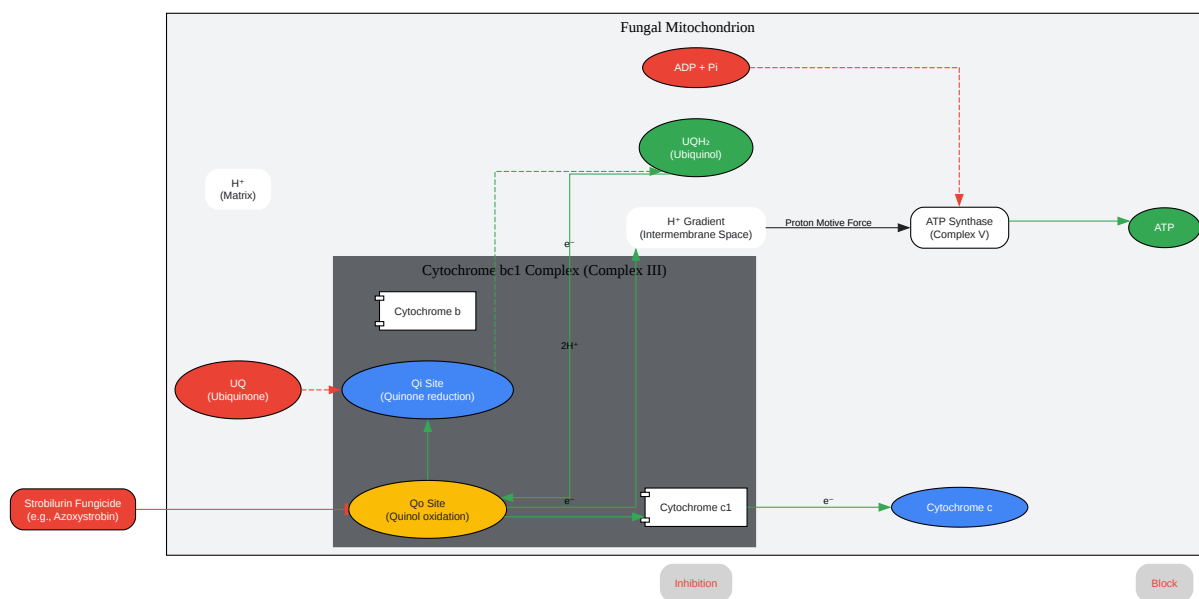 Fungal Mitochondrion
ADP + Pi
UQH₂
(Ubiquinol)
H⁺
(Matrix)
H⁺ Gradient
(Intermembrane Space)
Proton Motive Force
ATP Synthase
(Complex V)
ATP
e⁻
Cytochrome bc1 Complex (Complex III)
Cytochrome b
2H⁺
UQ
(Ubiquinone)
Qi Site
(Quinone reduction)
Strobilurin Fungicide
(e.g., Azoxystrobin)
Qo Site
(Quinol oxidation)
e⁻
Cytochrome c1
e⁻
Cytochrome c
Inhibition
Block